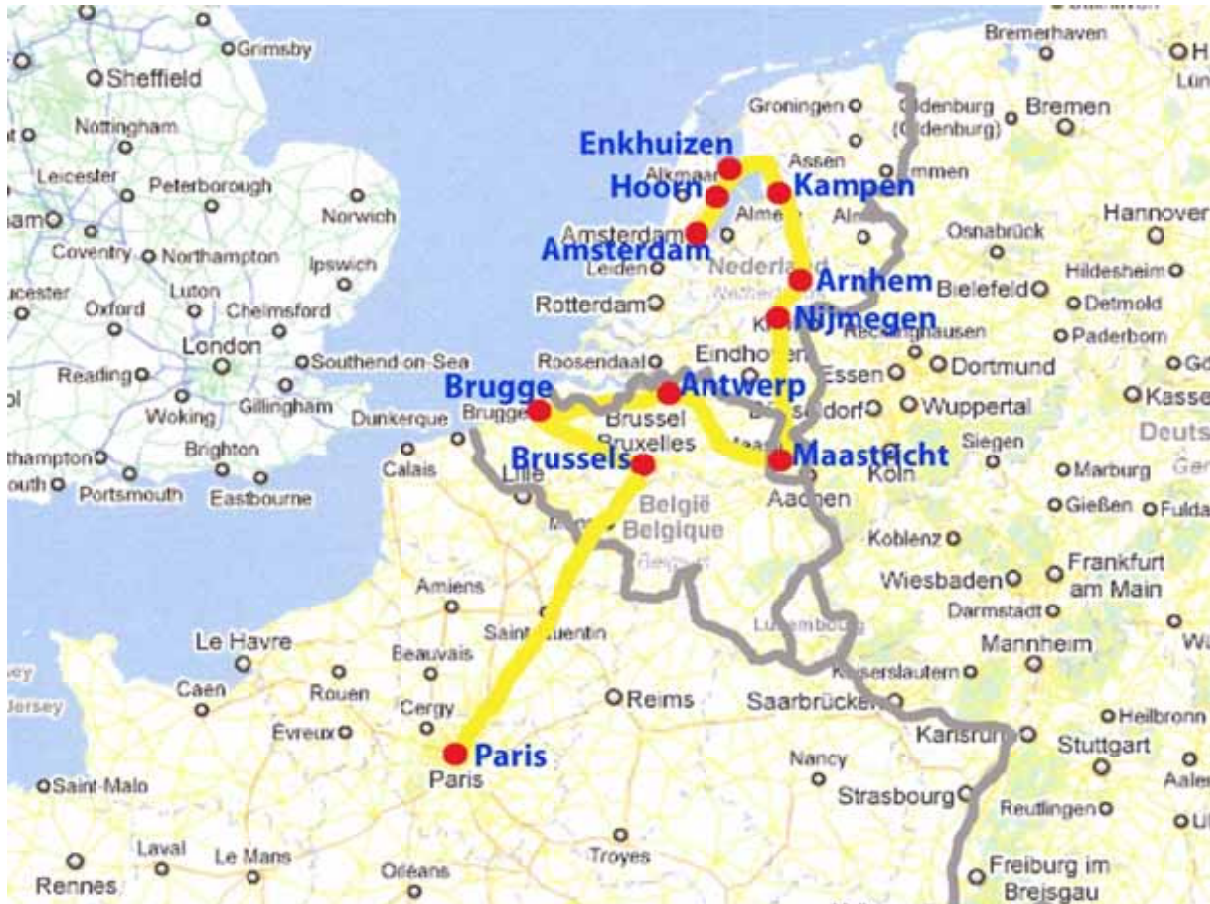 Grimsby
Bremerhaven
Sheffield
Groningen
Oldenburg
(Oldenburg)
Bremen
Nottingham
Enkhuizen
Assen
Leicester
Peterborough
Norwich
Alkmaar
Hoorn
Kampen
Hannover
Coventry
Northampton
Ipswich
Amsterdam
Amsterdam
Osnabrück
Leiden
Nederland
Hildesheim
Oxford
Luton
Chelmsford
Rotterdam
Arnhem
Bielefeld
Detmold
London
Nijmegen
Paderborn
Reading
Southend-on-Sea
Roosendaal
Eindhoven
Recklinghausen
Dortmund
Woking
Gillingham
Brugge
Antwerp
Essen
Wuppertal
Brugge
Dunkerque
Brussel
Bruxelles
Brighton
Calais
Brussels
Maastricht
Siegen
Portsmouth
Eastbourne
Lille
Köln
Marburg
Aachen
Gießen
België
Belgique
Koblenz
Frankfurt
am Main
Amiens
Wiesbaden
Darmstadt
Saint-Quentin
Luxembourg
Le Havre
Mannheim
Beauvais
Kaiserslautern
Caen
Rouen
Reims
Saarbrücken
Jersey
Cergy
Heilbronn
Évreux
Karlsruhe
Stuttgart
Paris
Paris
Nancy
Saint-Malo
Strasbourg
Reutlingen
Laval
Le Mans
Troyes
Orléans
Rennes
Freiburg im
Breisgau